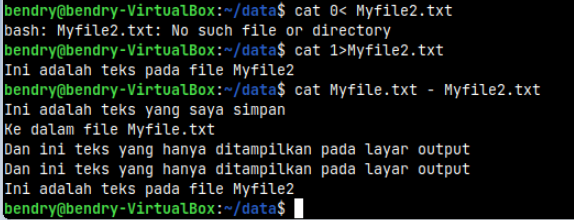 bendry@bendry-VirtualBox:~/data$ cat 0< Myfile2.txt
bash: Myfile2.txt: No such file or directory
bendry@bendry-VirtualBox:~/data$ cat 1>Myfile2.txt
Ini adalah teks pada file Myfile2
bendry@bendry-VirtualBox:~/data$ cat Myfile.txt - Myfile2.txt
Ini adalah teks yang saya simpan
Ke dalam file Myfile.txt
Dan ini teks yang hanya ditampilkan pada layar output
Dan ini teks yang hanya ditampilkan pada layar output
Ini adalah teks pada file Myfile2
bendry@bendry-VirtualBox:~/data$